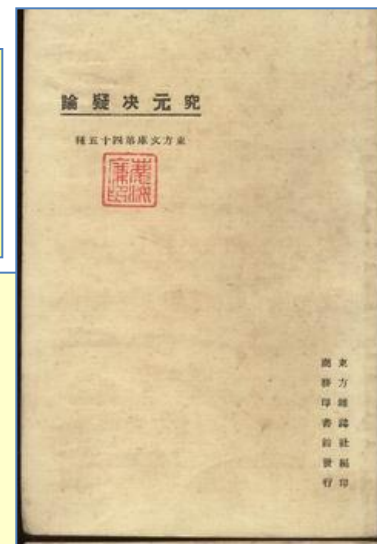 究元决疑論
東方文庫第四十五種
東方雜誌社編印
商務印書館發行